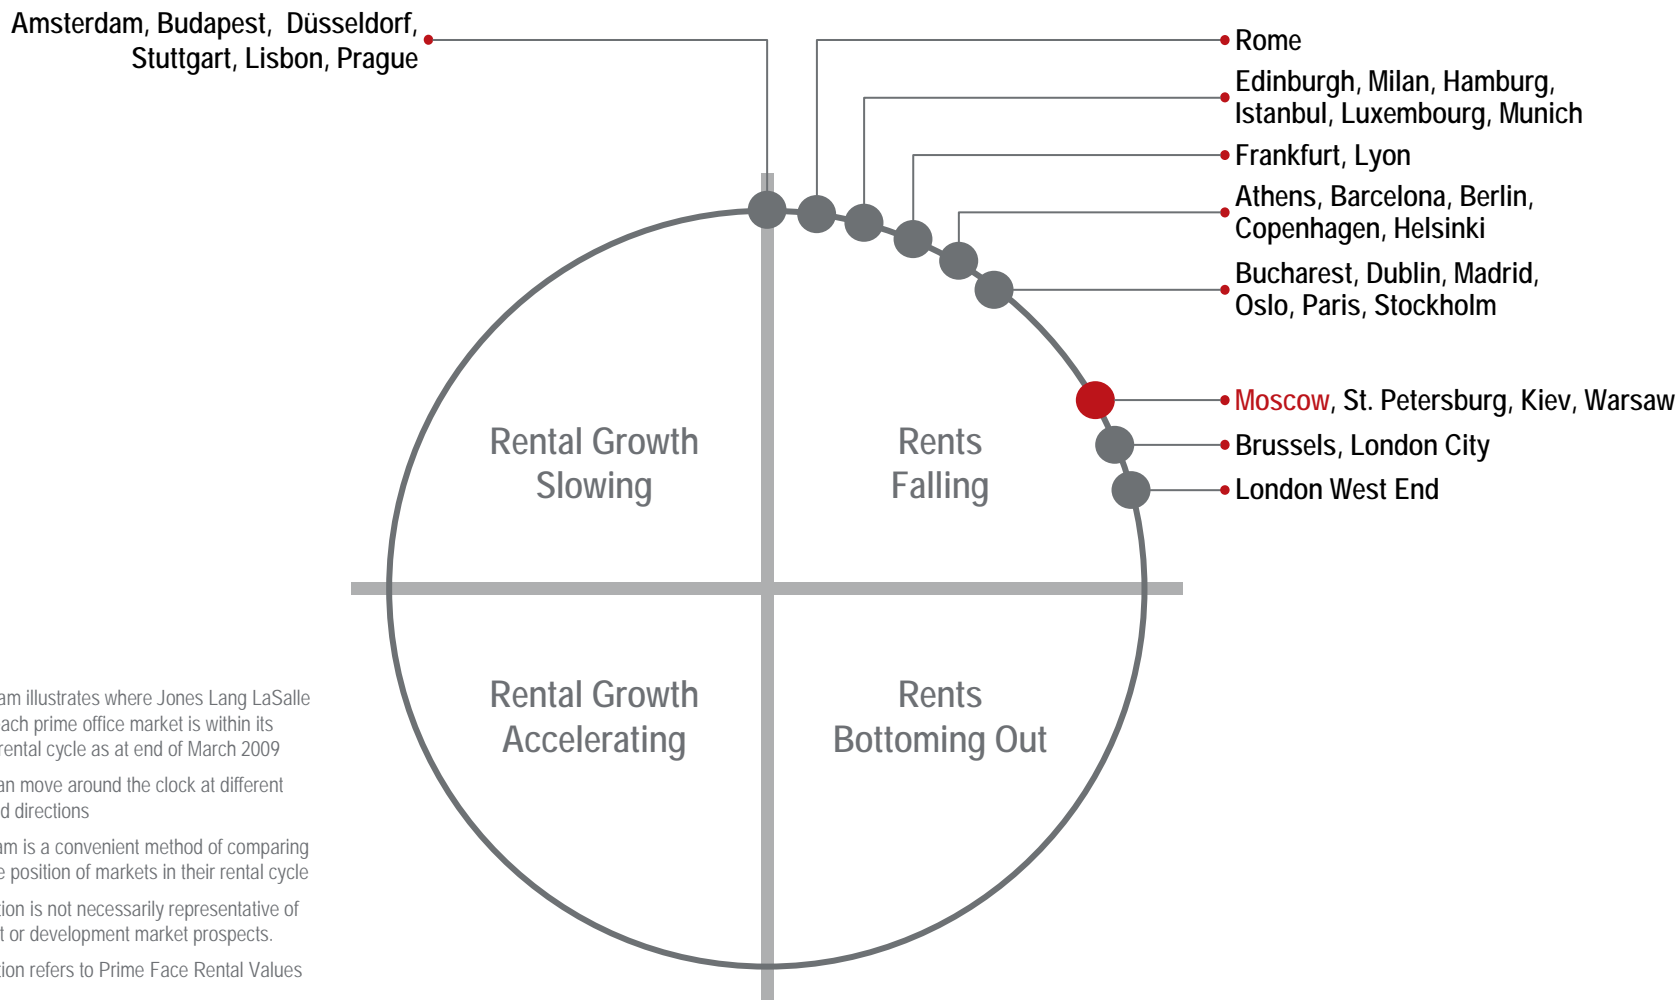 Amsterdam, Budapest, Düsseldorf,
Stuttgart, Lisbon, Prague
Rome
Edinburgh, Milan, Hamburg,
Istanbul, Luxembourg, Munich
Frankfurt, Lyon
Athens, Barcelona, Berlin,
Copenhagen, Helsinki
Bucharest, Dublin, Madrid,
Oslo, Paris, Stockholm
Moscow, St. Petersburg, Kiev, Warsaw
Brussels, London City
London West End
Rental Growth
Slowing
Rents
Falling
Rental Growth
Accelerating
Rents
Bottoming Out
illustrates where Jones Lang LaSalle
prime office market is within its
rental cycle as at end of March 2009
move around the clock at different
directions
is a convenient method of comparing
position of markets in their rental cycle
is not necessarily representative of
or development market prospects.
refers to Prime Face Rental Values